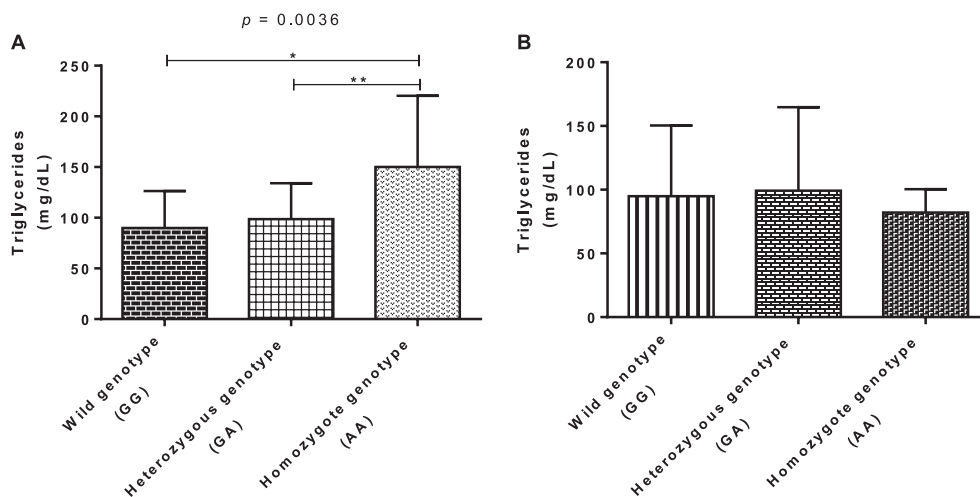 p = 0.0036
A
*
**
Triglycerides
(mg/dL)
250
200
150
100
50
0
Wild genotype
(GG)
Heterozygous genotype
(GA)
Homozygote genotype
(AA)
B
Triglycerides
(mg/dL)
200
150
100
50
0
Wild genotype
(GG)
Heterozygous genotype
(GA)
Homozygote genotype
(AA)